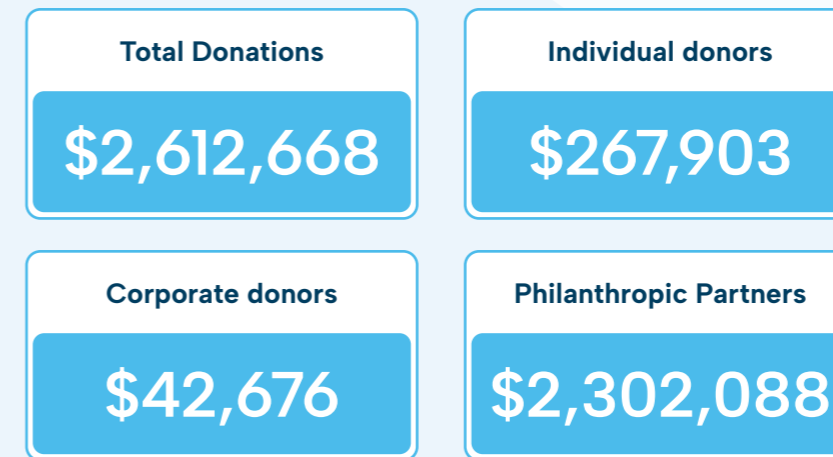 Total Donations
$2,612,668
Individual donors
$267,903
Corporate donors
$42,676
Philanthropic Partners
$2,302,088